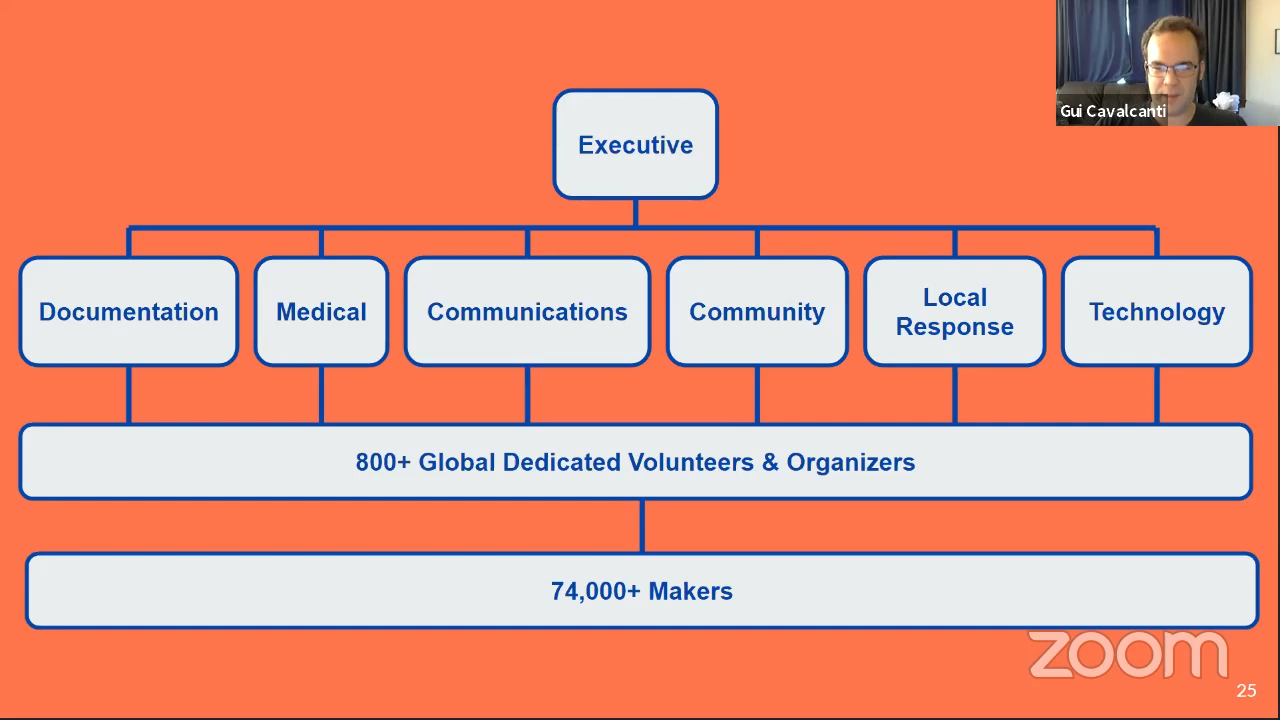 Gui Cavalcanti
Executive
Documentation
Medical
Communications
Community
Local
Response
Technology
800+ Global Dedicated Volunteers & Organizers
74,000+ Makers
zoom
25